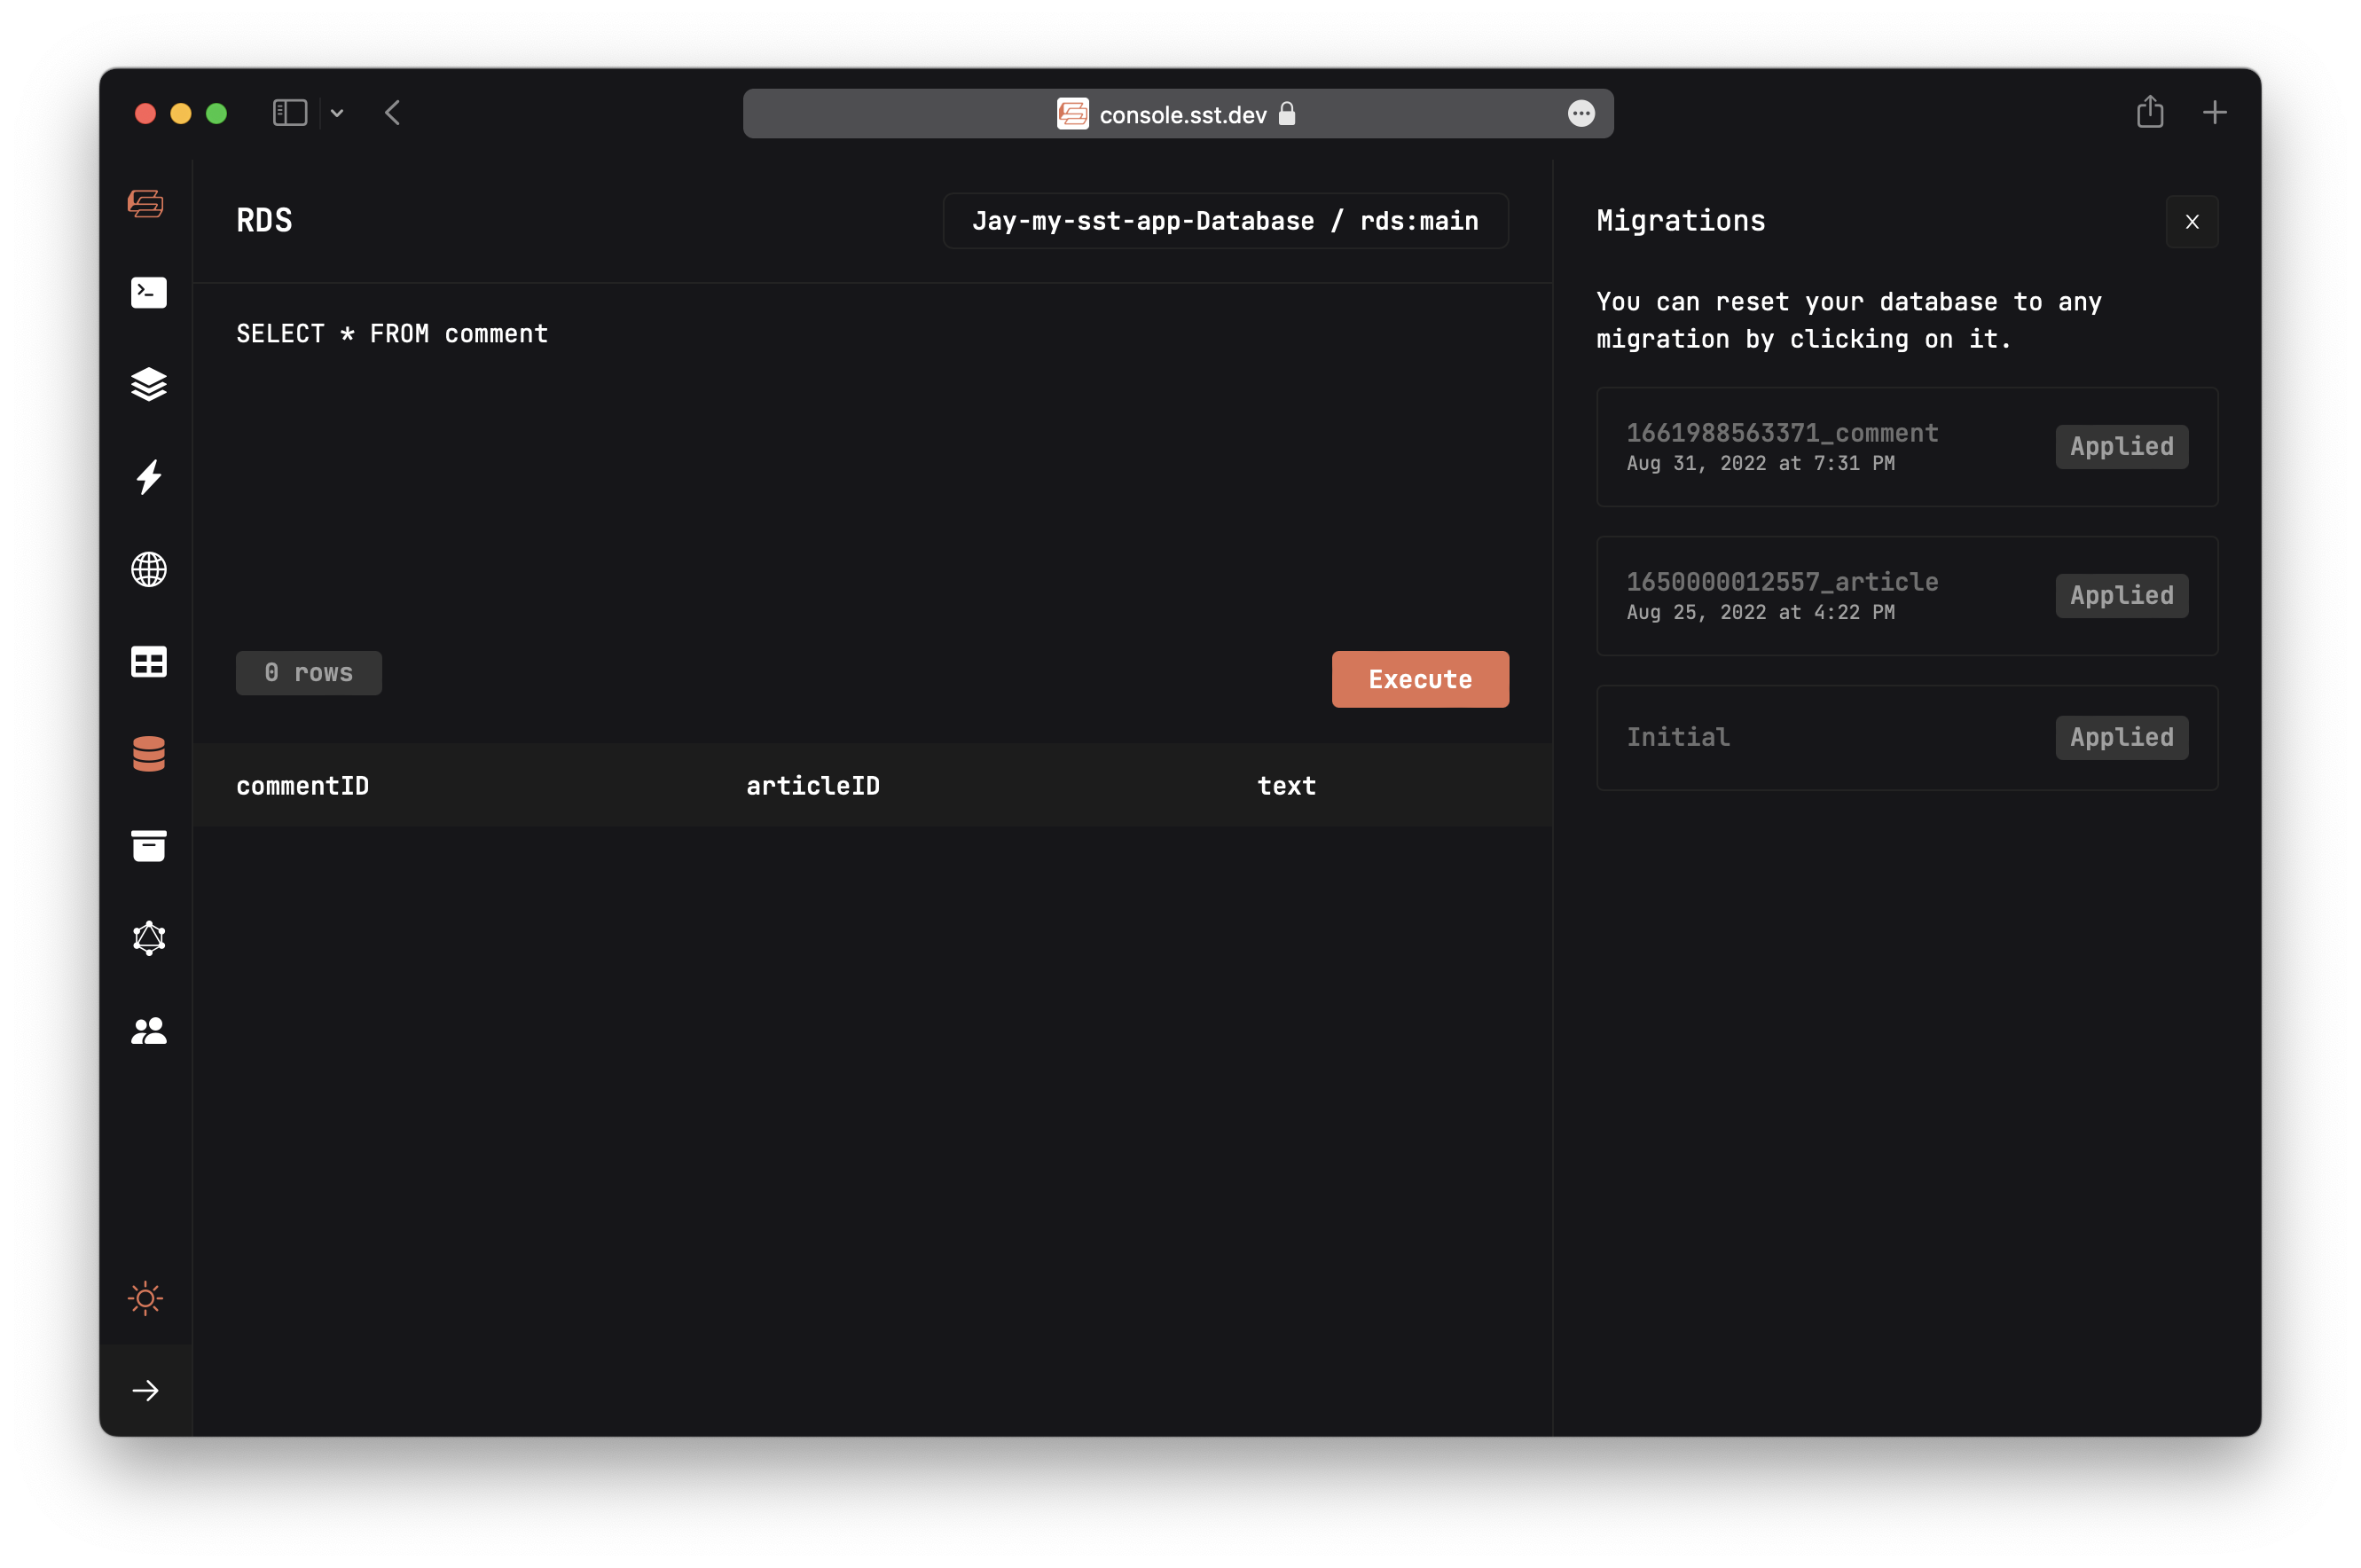 console.sst.dev
RDS
Jay-my-sst-app-Database / rds:main
SELECT * FROM comment
0 rows
Execute
commentID articleID text
Migrations
X
You can reset your database to any
migration by clicking on it.
1661988563371_comment
Aug 31, 2022 at 7:31 PM
Applied
1650000012557_article
Aug 25, 2022 at 4:22 PM
Applied
Initial
Applied